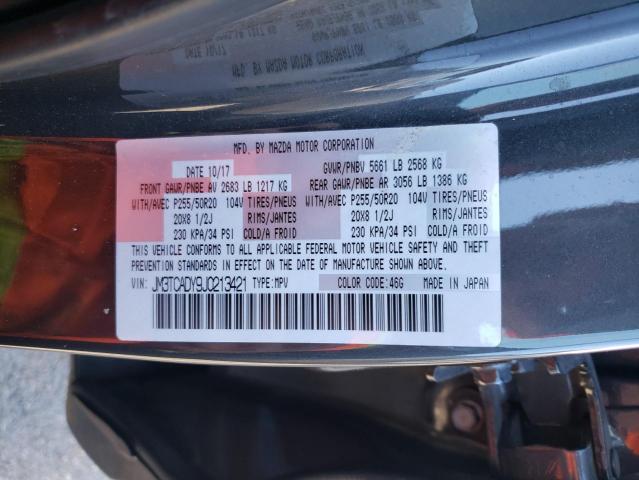 MFD. BY MAZDA MOTOR CORPORATION
DATE 10/17 GVWR/PNBV 5661 LB 2568 KG
FRONT GAWR/PNBE AV 2683 LB 1217 KG REAR GAWR/PNBE AR 3056 LB 1386 KG
WITH/AVEC P255/50R20 104V TIRES/PNEUS WITH/AVEC P255/50R20 104V TIRES/PNEUS
20X8 1/2J RIMS/JANTES 20X8 1/2J RIMS/JANTES
230 KPA/34 PSI COLD/A FROID 230 KPA/34 PSI COLD/A FROID
THIS VEHICLE CONFORMS TO ALL APPLICABLE FEDERAL MOTOR VEHICLE SAFETY AND THEFT
PREVENTION STANDARDS IN EFFECT ON THE DATE OF MANUFACTURE SHOWN ABOVE.
VIN: JM3TCADY9J0213421 TYPE: MPV COLOR CODE: 46G MADE IN JAPAN